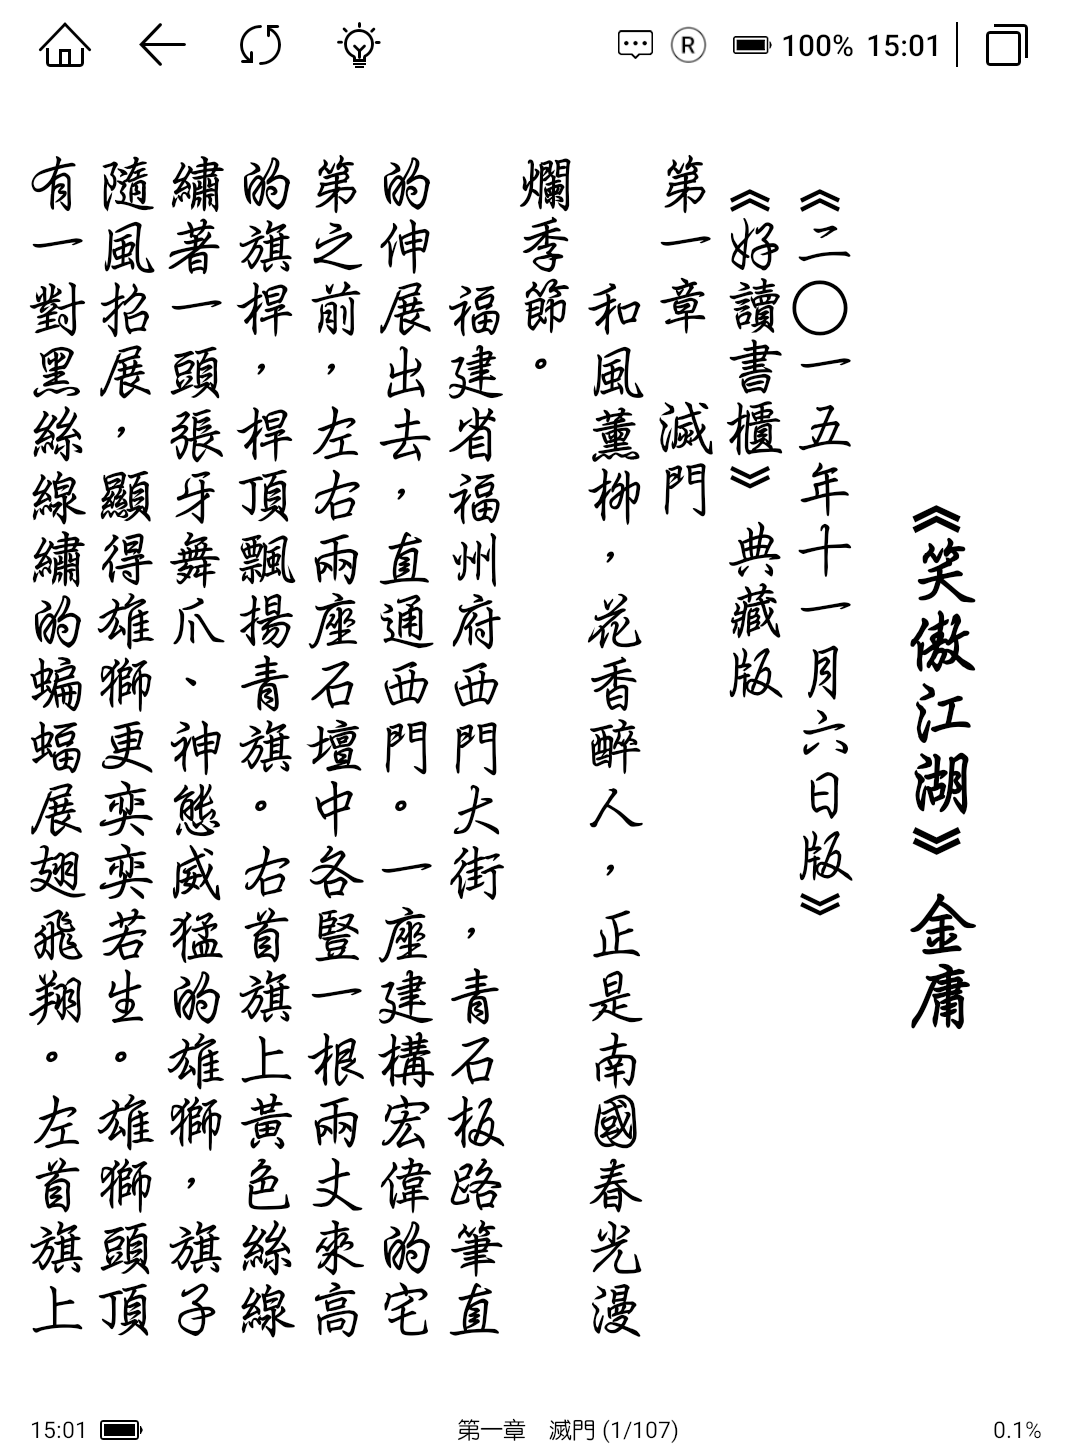 100% 15:01
《笑傲江湖》 金庸
《二〇一五年十一月六日版》
《好讀書櫃》典藏版
第一章 滅門
和風薰柳，花香醉人，正是南國春光漫
爛季節。
福建省福州府西門大街，青石板路筆直
的伸展出去，直通西門。一座建構宏偉的宅
第之前，左右兩座石壇中各豎一根兩丈來高
的旗桿，桿頂飄揚青旗。右首旗上黃色絲線
繡著一頭張牙舞爪、神態威猛的雄獅，旗子
隨風招展，顯得雄獅更奕奕若生。雄獅頭頂
有一對黑絲線繡的蝙蝠展翅飛翔。左首旗上
15:01 第一章 滅門 (1/107) 0.1%